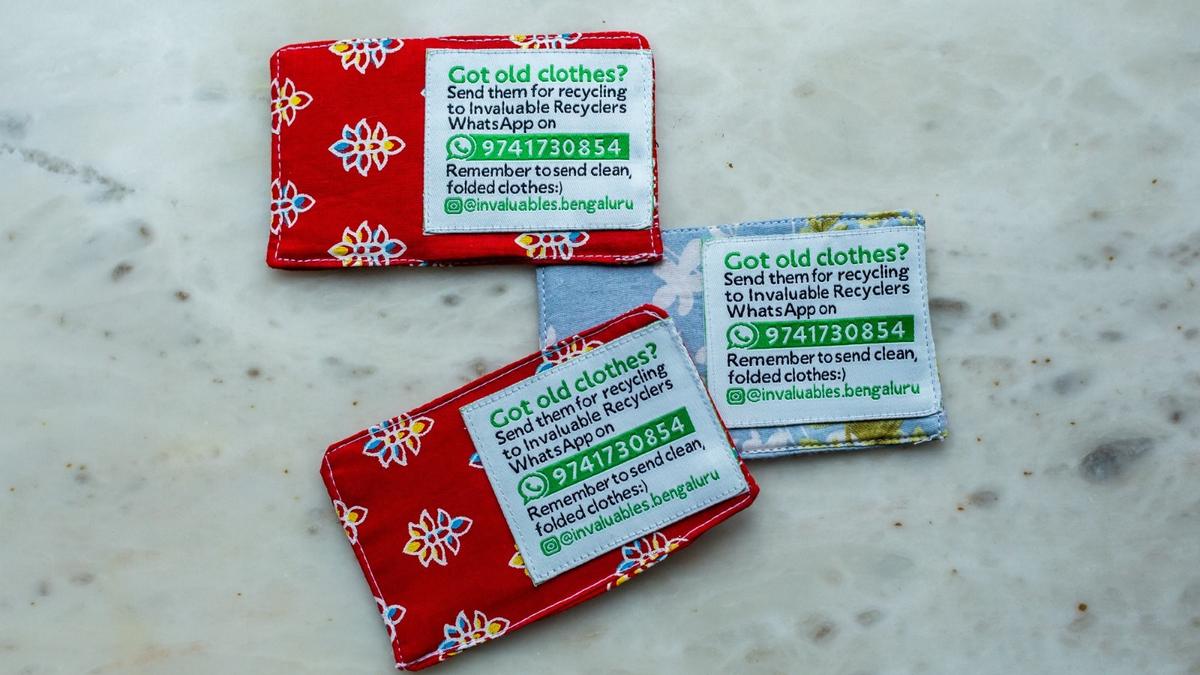 Got old clothes?
Send them for recycling
to Invaluable Recyclers
WhatsApp on
9741730854
Remember to send clean,
folded clothes:)
@invaluables.bengaluru
Got old clothes?
Send them for recycling
to Invaluable Recyclers
WhatsApp on
9741730854
Remember to send clean,
folded clothes:)
@invaluables.bengaluru
Got old clothes?
Send them for recycling
to Invaluable Recyclers
WhatsApp on
9741730854
Remember to send clean,
folded clothes:)
@invaluables.bengaluru